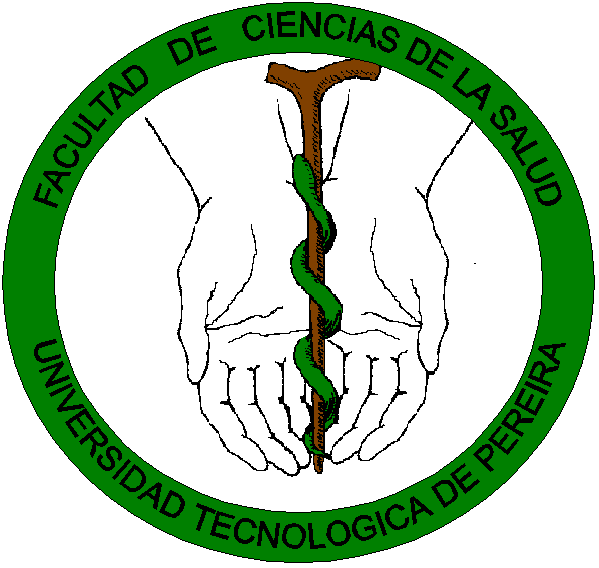 FACULTAD DE CIENCIAS DE LA SALUD
UNIVERSIDAD TECNOLOGICA DE PEREIRA